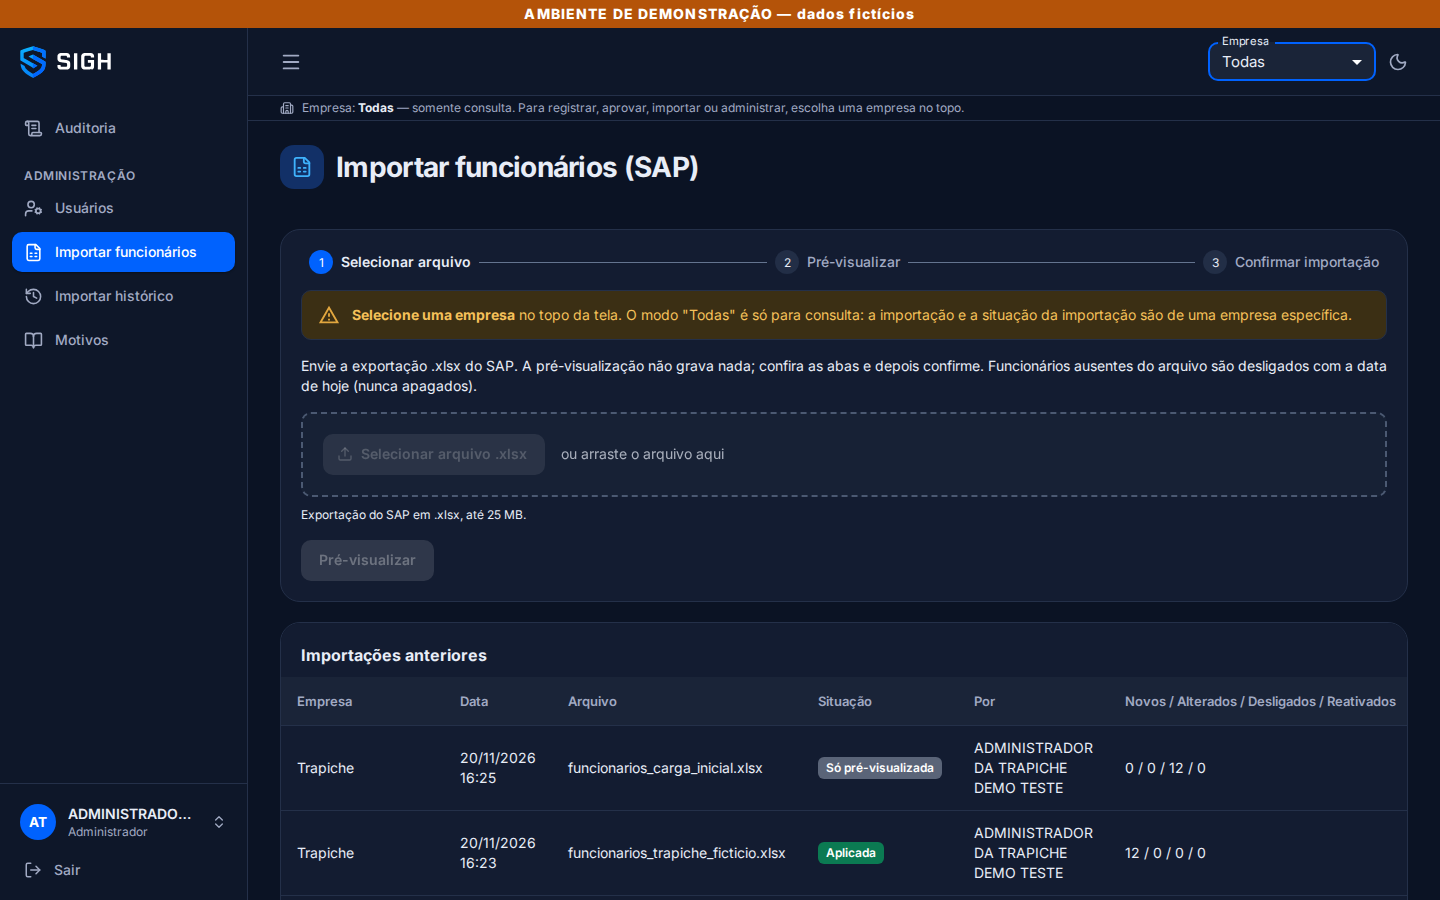 AMBIENTE DE DEMONSTRAÇÃO — dados fictícios
SIGH
Empresa
Todas
Empresa: Todas — somente consulta. Para registrar, aprovar, importar ou administrar, escolha uma empresa no topo.
Auditoria
ADMINISTRAÇÃO
Usuários
Importar funcionários
Importar histórico
Motivos
ADMINISTRADO...
AT
Administrador
Sair
Importar funcionários (SAP)
1 Selecionar arquivo
2 Pré-visualizar
3 Confirmar importação
Selecione uma empresa no topo da tela. O modo "Todas" é só para consulta: a importação e a situação da importação são de uma empresa específica.
Envie a exportação .xlsx do SAP. A pré-visualização não grava nada; confira as abas e depois confirme. Funcionários ausentes do arquivo são desligados com a data
de hoje (nunca apagados).
Selecionar arquivo .xlsx ou arraste o arquivo aqui
Exportação do SAP em .xlsx, até 25 MB.
Pré-visualizar
Importações anteriores
Empresa Data Arquivo Situação Por Novos / Alterados / Desligados / Reativados
Trapiche
20/11/2026
16:25
funcionarios_carga_inicial.xlsx
Só pré-visualizada
ADMINISTRADOR
DA TRAPICHE
DEMO TESTE
0 / 0 / 12 / 0
Trapiche
20/11/2026
16:23
funcionarios_trapiche_ficticio.xlsx
Aplicada
ADMINISTRADOR
DA TRAPICHE
DEMO TESTE
12 / 0 / 0 / 0